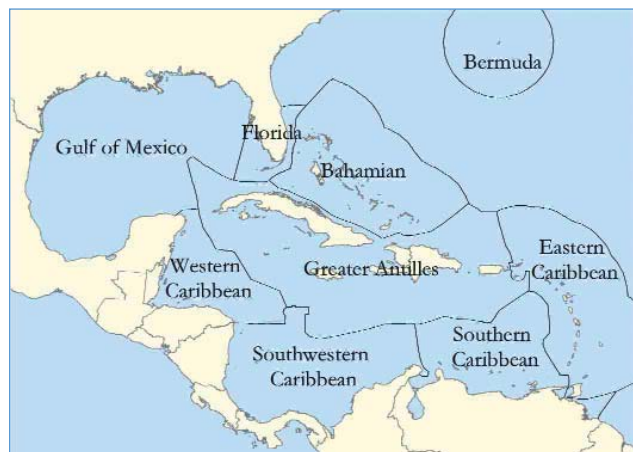 Bermuda
Florida
Gulf of Mexico
Bahamian
Eastern
Caribbean
Western
Caribbean
Greater Antilles
Southern
Caribbean
Southwestern
Caribbean